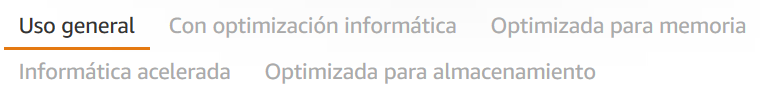 Uso general Con optimización informática Optimizada para memoria
Informática acelerada Optimizada para almacenamiento